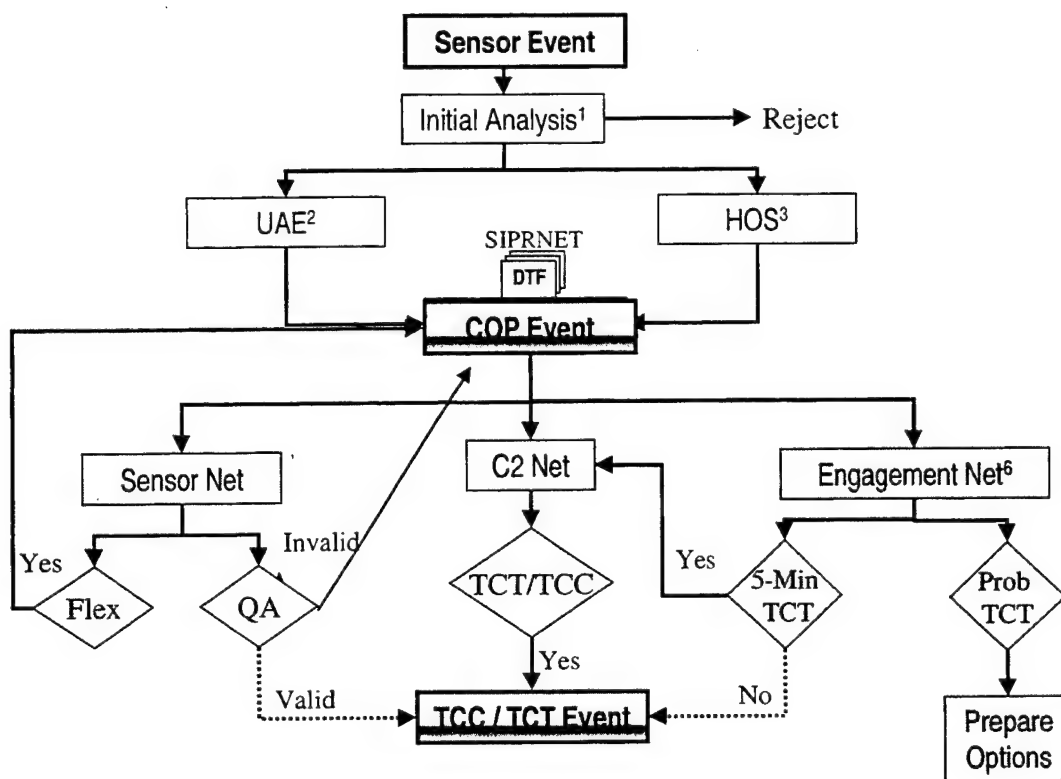 Sensor Event
Initial Analysis¹
Reject
UAE²
HOS³
SIPRNET
DTF
COP Event
Sensor Net
C2 Net
Engagement Net⁶
Yes
Flex
QA
Invalid
TCT/TCC
Yes
5-Min
TCT
Prob
TCT
Valid
Yes
No
TCC / TCT Event
Prepare
Options